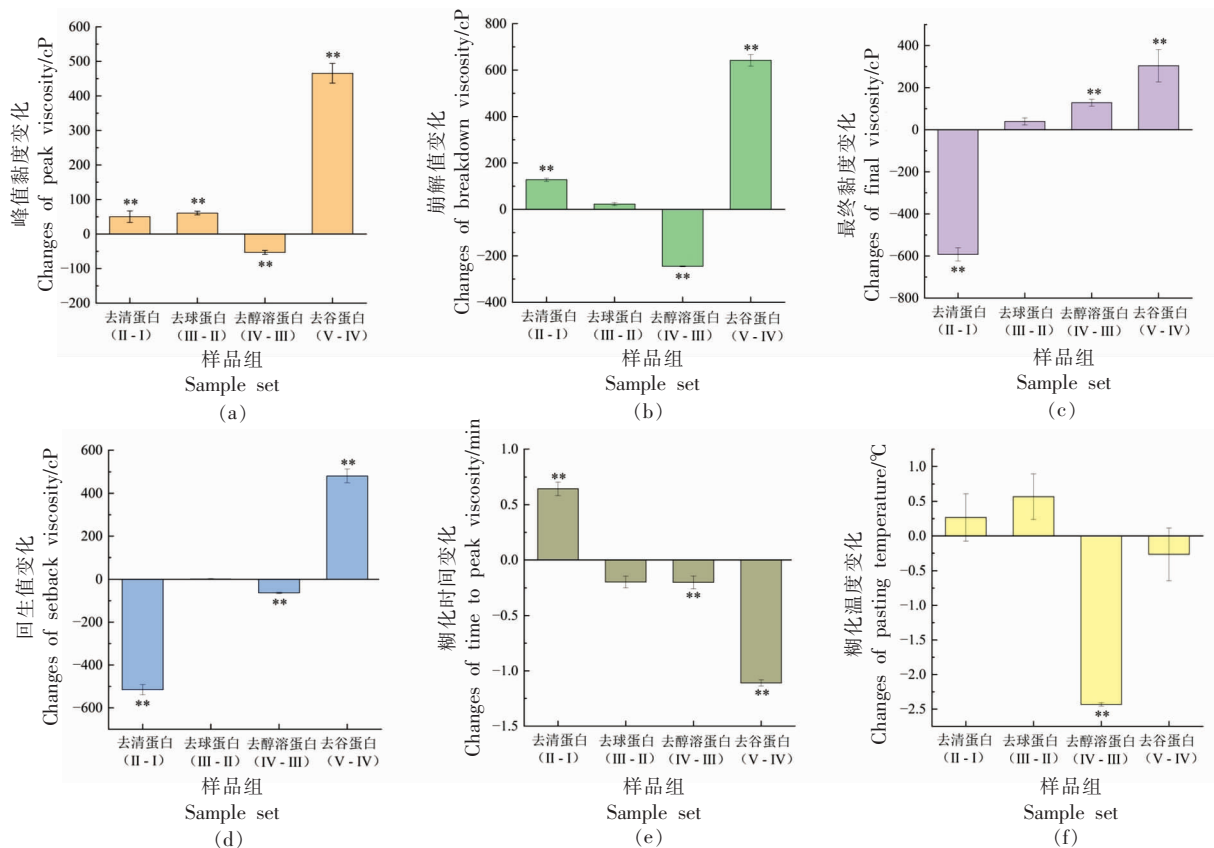 峰值黏度变化
Changes of peak viscosity/cP
600
500
400
300
200
100
50
0
−100
−200
**
**
**
**
去清蛋白 去球蛋白 去醇溶蛋白 去谷蛋白
(II - I) (III - II) (IV - III) (V - IV)
样品组
Sample set
(a)
崩解值变化
Changes of breakdown viscosity/cP
800
600
400
200
0
−200
−400
**
**
**
去清蛋白 去球蛋白 去醇溶蛋白 去谷蛋白
(II - I) (III - II) (IV - III) (V - IV)
样品组
Sample set
(b)
最终黏度变化
Changes of final viscosity/cP
400
200
0
−200
−400
−600
−800
**
**
**
去清蛋白 去球蛋白 去醇溶蛋白 去谷蛋白
(II - I) (III - II) (IV - III) (V - IV)
样品组
Sample set
(c)
回生值变化
Changes of setback viscosity/cP
600
400
200
0
−200
−400
−600
**
**
**
去清蛋白 去球蛋白 去醇溶蛋白 去谷蛋白
(II - I) (III - II) (IV - III) (V - IV)
样品组
Sample set
(d)
糊化时间变化
Changes of time to peak viscosity/min
1.0
0.5
0.0
−0.5
−1.0
−1.5
**
**
**
去清蛋白 去球蛋白 去醇溶蛋白 去谷蛋白
(II - I) (III - II) (IV - III) (V - IV)
样品组
Sample set
(e)
糊化温度变化
Changes of pasting temperature/℃
1.0
0.5
0.0
−0.5
−1.0
−1.5
−2.0
−2.5
**
去清蛋白 去球蛋白 去醇溶蛋白 去谷蛋白
(II - I) (III - II) (IV - III) (V - IV)
样品组
Sample set
(f)